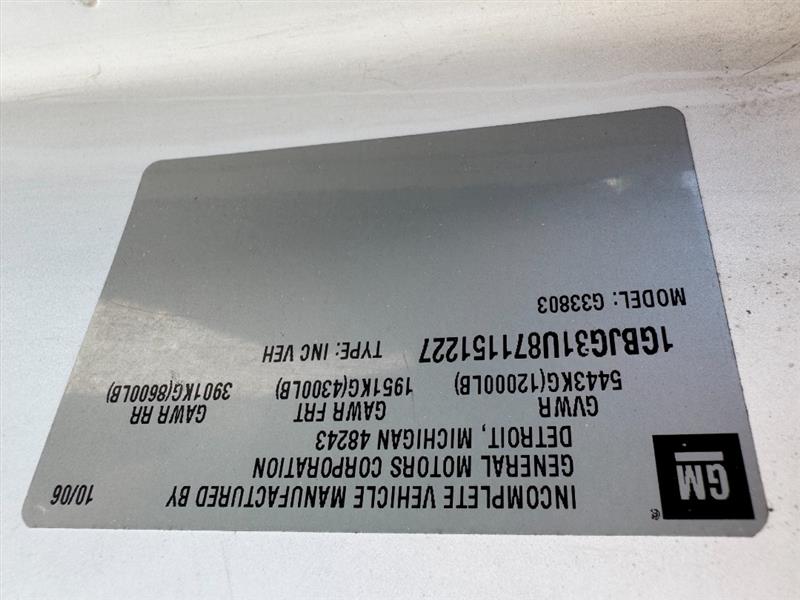 GM®
INCOMPLETE VEHICLE MANUFACTURED BY 10/06
GENERAL MOTORS CORPORATION
DETROIT, MICHIGAN 48243
GVWR GAWR FRT GAWR RR
5443KG(12000LB) 1951KG(4300LB) 3901KG(8600LB)
1GBJG31U871151227 TYPE: INC VEH
MODEL: G33803